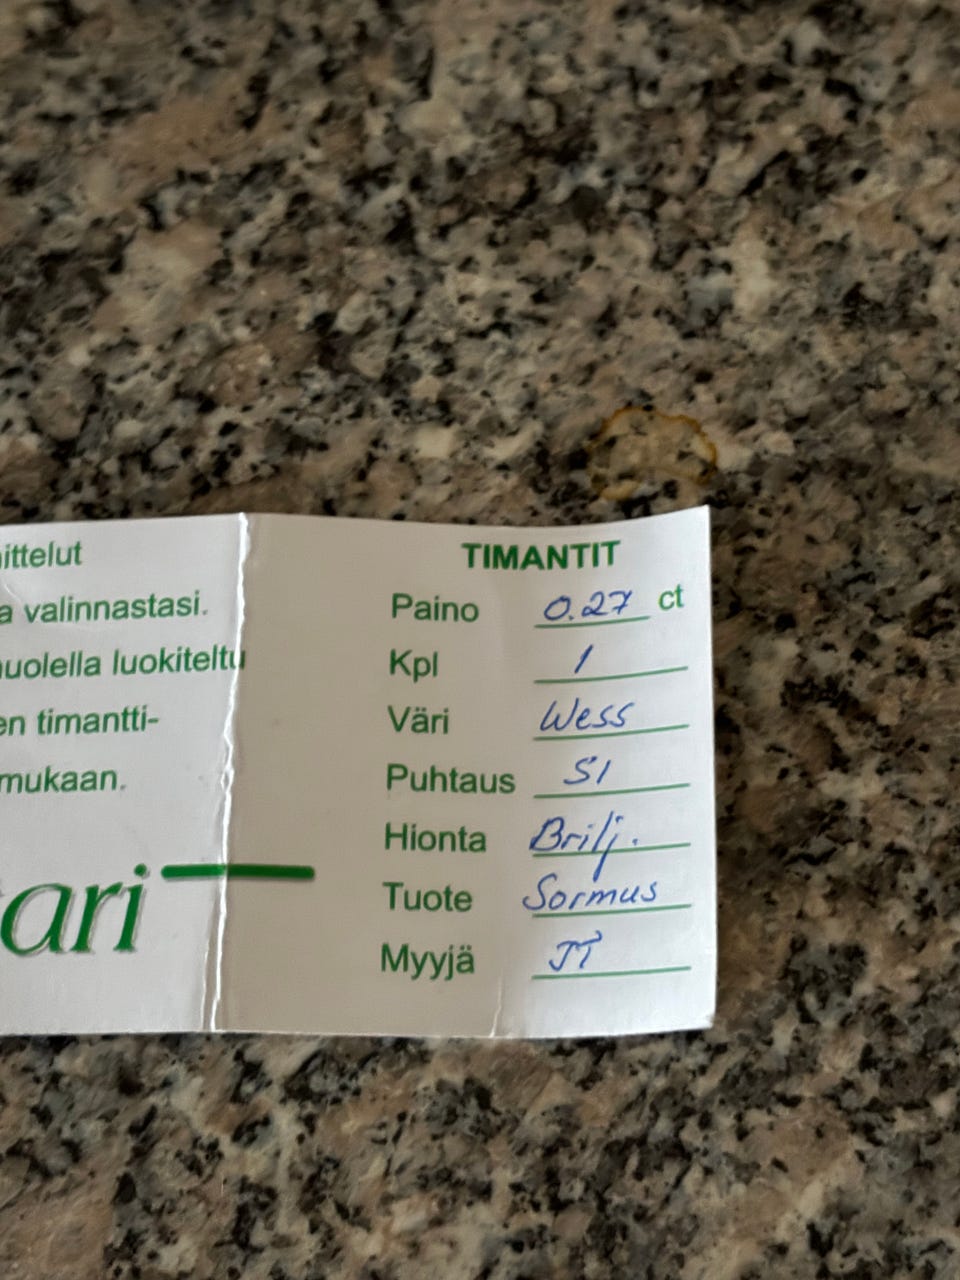 ittelut
a valinnastasi.
uolella luokiteltu
en timantti-
mukaan.
ari
TIMANTIT
Paino 0.27 ct
Kpl 1
Väri Wess
Puhtaus SI
Hionta Brilj.
Tuote Sormus
Myyjä JT